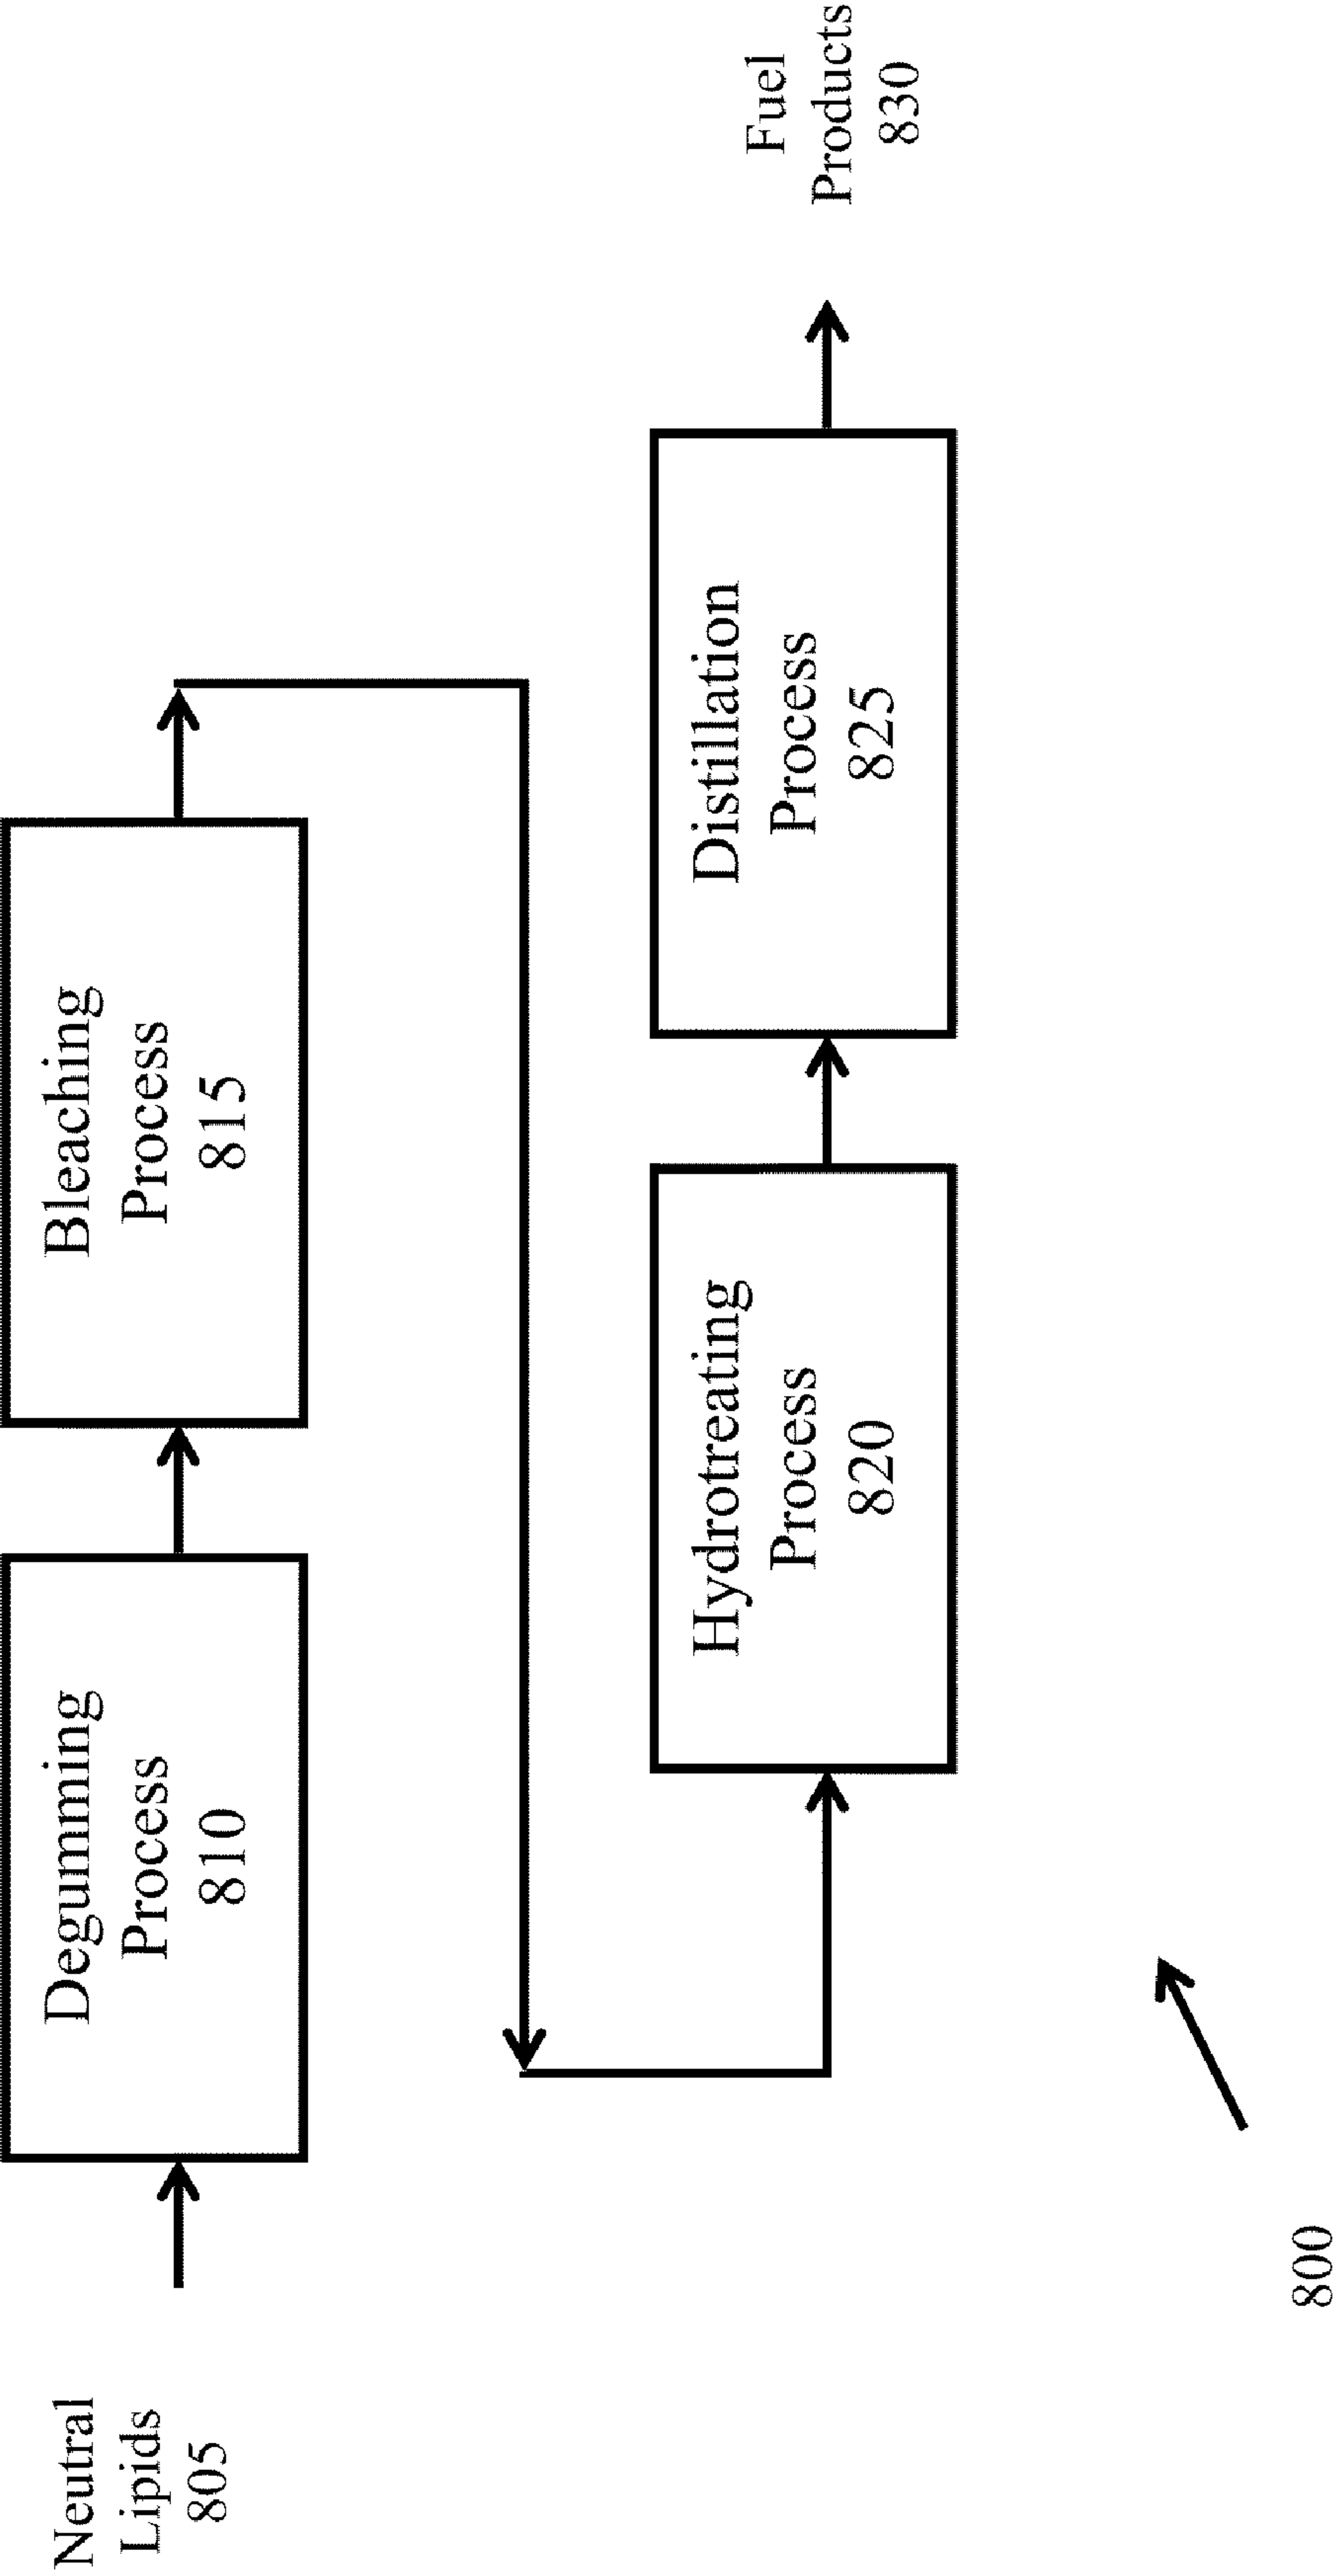 Neutral
Lipids
805
Degumming
Process
810
Bleaching
Process
815
Hydrotreating
Process
820
Distillation
Process
825
Fuel
Products
830
800